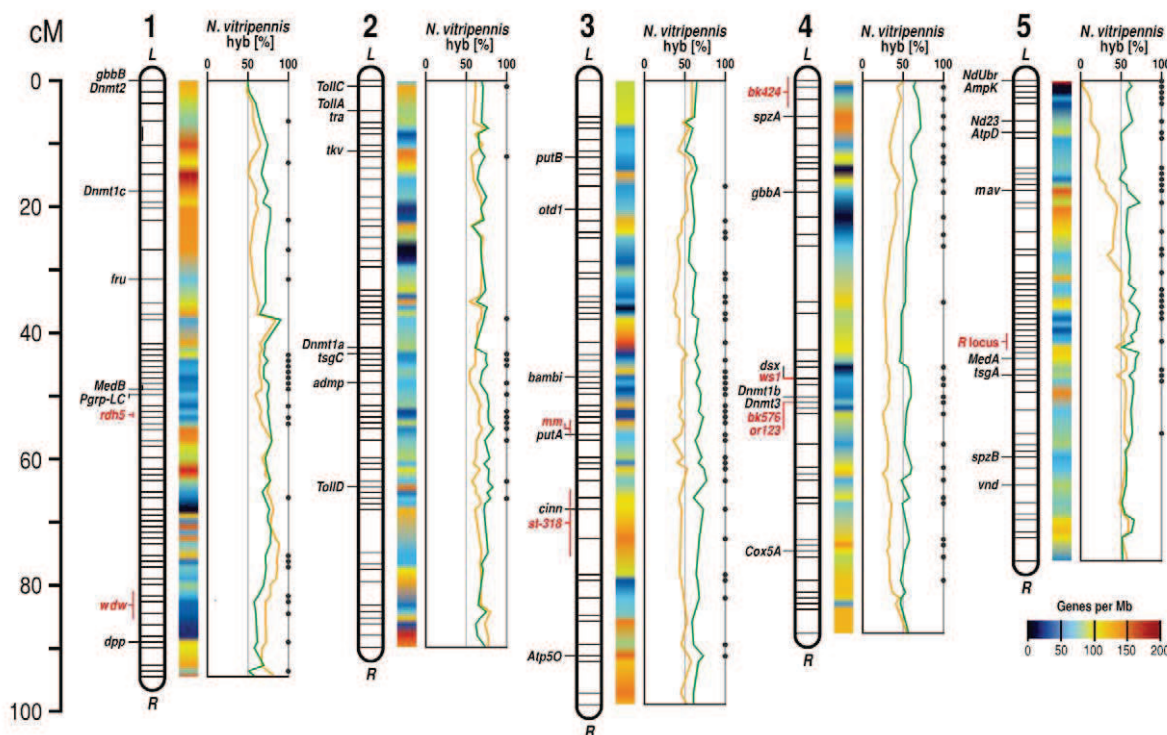 cM
0
20
40
60
80
100
1
L
N. vitripennis
hyb [%]
0 50 100
gbbB
Dnmt2
Dnmt1c
fru
MedB
Pgrp-LC
rdh5
wdw
dpp
R
2
L
N. vitripennis
hyb [%]
0 50 100
TollC
TollA
tra
tkv
Dnmt1a
tsgC
admp
TollD
R
3
L
N. vitripennis
hyb [%]
0 50 100
putB
otd1
bambi
mm
putA
cinn
st-318
Atp5O
R
4
L
N. vitripennis
hyb [%]
0 50 100
bk424
spzA
gbbA
dsx
ws1
Dnmt1b
Dnmt3
bk576
or123
Cox5A
R
5
L
N. vitripennis
hyb [%]
0 50 100
NdUbr
AmpK
Nd23
AtpD
mav
R locus
MedA
tsgA
spzB
vnd
R
Genes per Mb
0 50 100 150 200